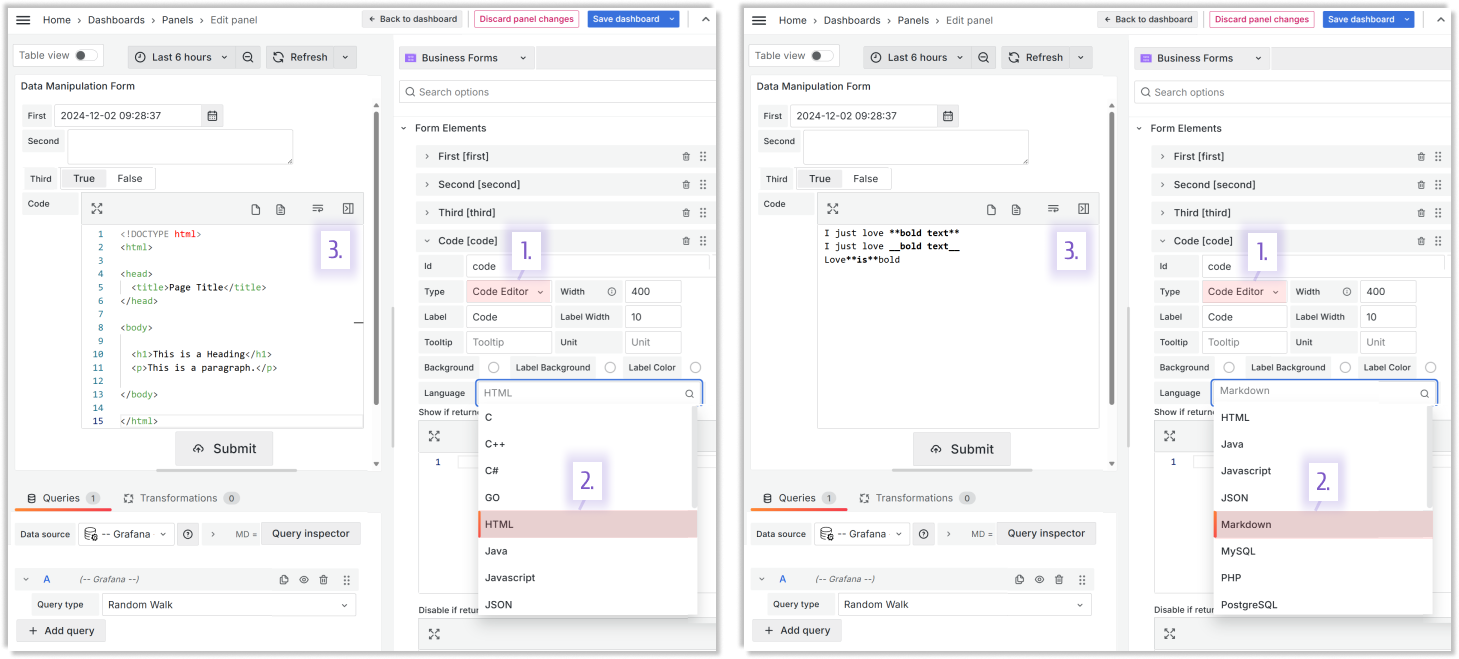 Home > Dashboards > Panels > Edit panel
← Back to dashboard
Discard panel changes
Save dashboard
Table view
Last 6 hours
Refresh
Business Forms
Data Manipulation Form
Search options
First 2024-12-02 09:28:37
Second
Third True False
Code
1 <!DOCTYPE html>
2 <html>
3
4 <head>
5 <title>Page Title</title>
6 </head>
7
8 <body>
9
10 <h1>This is a Heading</h1>
11 <p>This is a paragraph.</p>
12
13 </body>
14
15 </html>
3.
Submit
Queries 1
Transformations 0
Data source
-- Grafana
MD =
Query inspector
A (-- Grafana --)
Query type Random Walk
+ Add query
Form Elements
First [first]
Second [second]
Third [third]
Code [code]
1.
Id code
Type Code Editor Width 400
Label Code Label Width 10
Tooltip Tooltip Unit Unit
Background Label Background Label Color
Language HTML
Show if returne
1
C
C++
C#
GO
2.
HTML
Java
Javascript
JSON
Disable if retur
Home > Dashboards > Panels > Edit panel
← Back to dashboard
Discard panel changes
Save dashboard
Table view
Last 6 hours
Refresh
Business Forms
Data Manipulation Form
Search options
First 2024-12-02 09:28:37
Second
Third True False
Code
I just love **bold text**
I just love __bold text__
Love**is**bold
3.
Submit
Queries 1
Transformations 0
Data source
-- Grafana
MD =
Query inspector
A (-- Grafana --)
Query type Random Walk
+ Add query
Form Elements
First [first]
Second [second]
Third [third]
Code [code]
1.
Id code
Type Code Editor Width 400
Label Code Label Width 10
Tooltip Tooltip Unit Unit
Background Label Background Label Color
Language Markdown
Show if returne
1
HTML
Java
Javascript
JSON
2.
Markdown
MySQL
PHP
PostgreSQL
Disable if retur